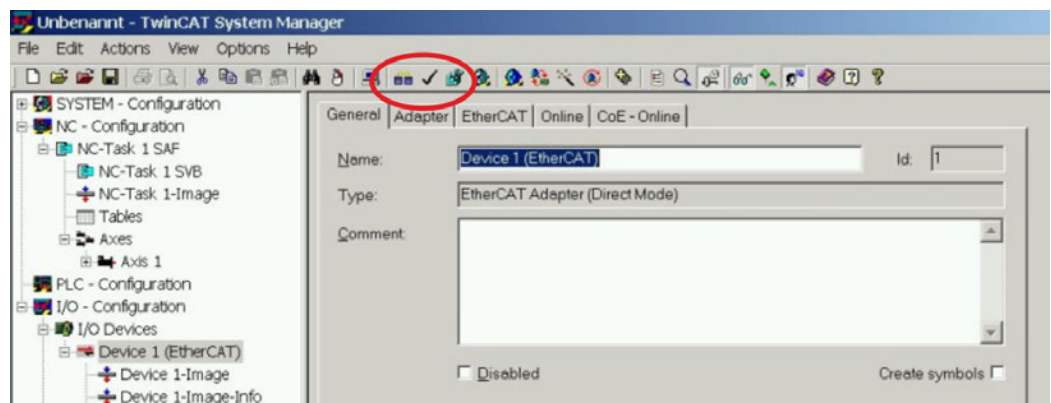 Unbenannt - TwinCAT System Manager
File Edit Actions View Options Help
SYSTEM - Configuration
NC - Configuration
NC-Task 1 SAF
NC-Task 1 SVB
NC-Task 1-Image
Tables
Axes
Axis 1
PLC - Configuration
I/O - Configuration
I/O Devices
Device 1 (EtherCAT)
Device 1-Image
Device 1-Image-Info
General Adapter EtherCAT Online CoE - Online
Name: Device 1 (EtherCAT) Id: 1
Type: EtherCAT Adapter (Direct Mode)
Comment:
Disabled Create symbols